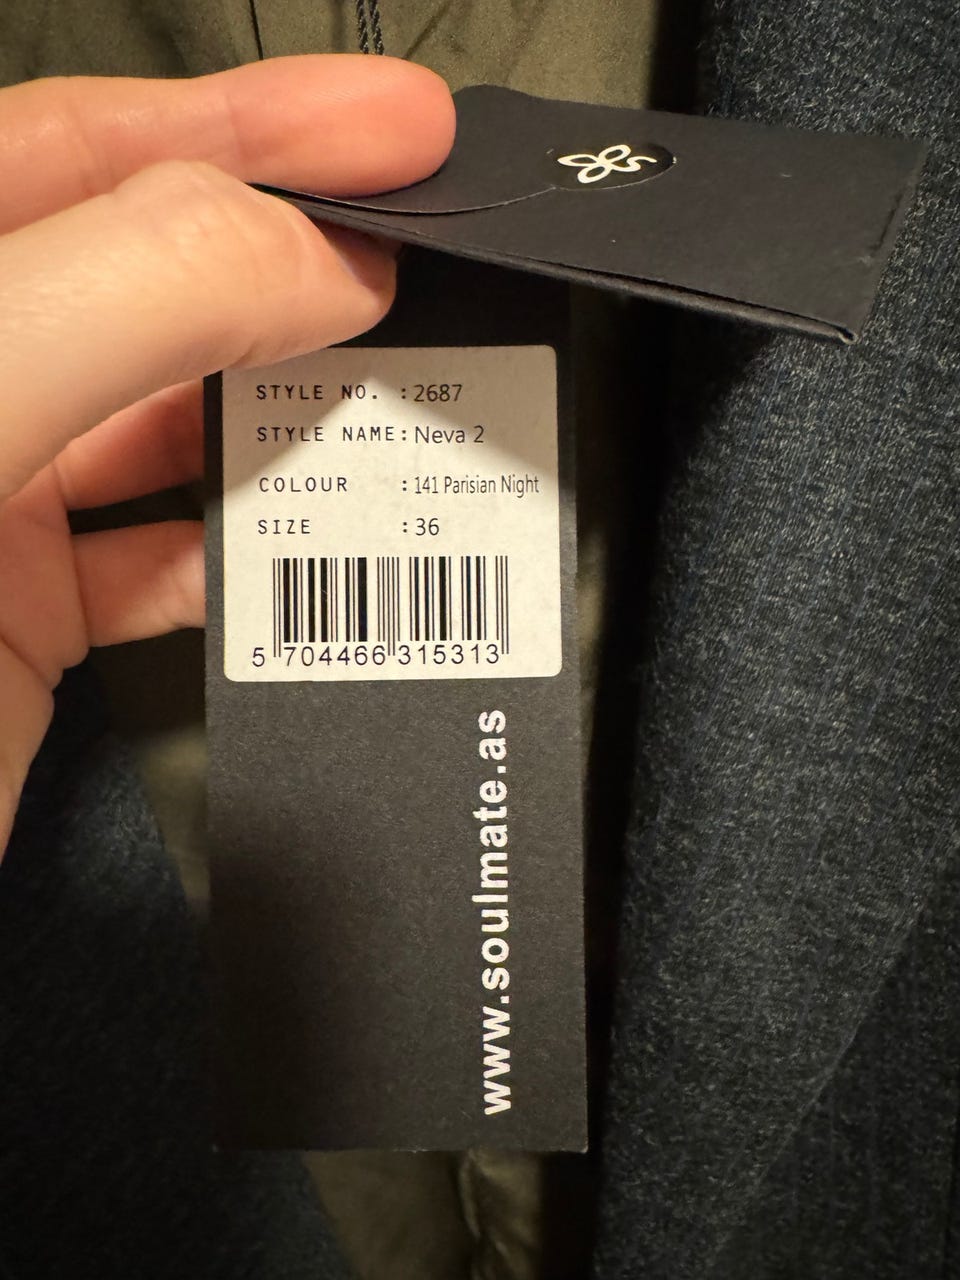 STYLE NO. : 2687
STYLE NAME: Neva 2
COLOUR : 141 Parisian Night
SIZE : 36
5 704466 315313
www.soulmate.as